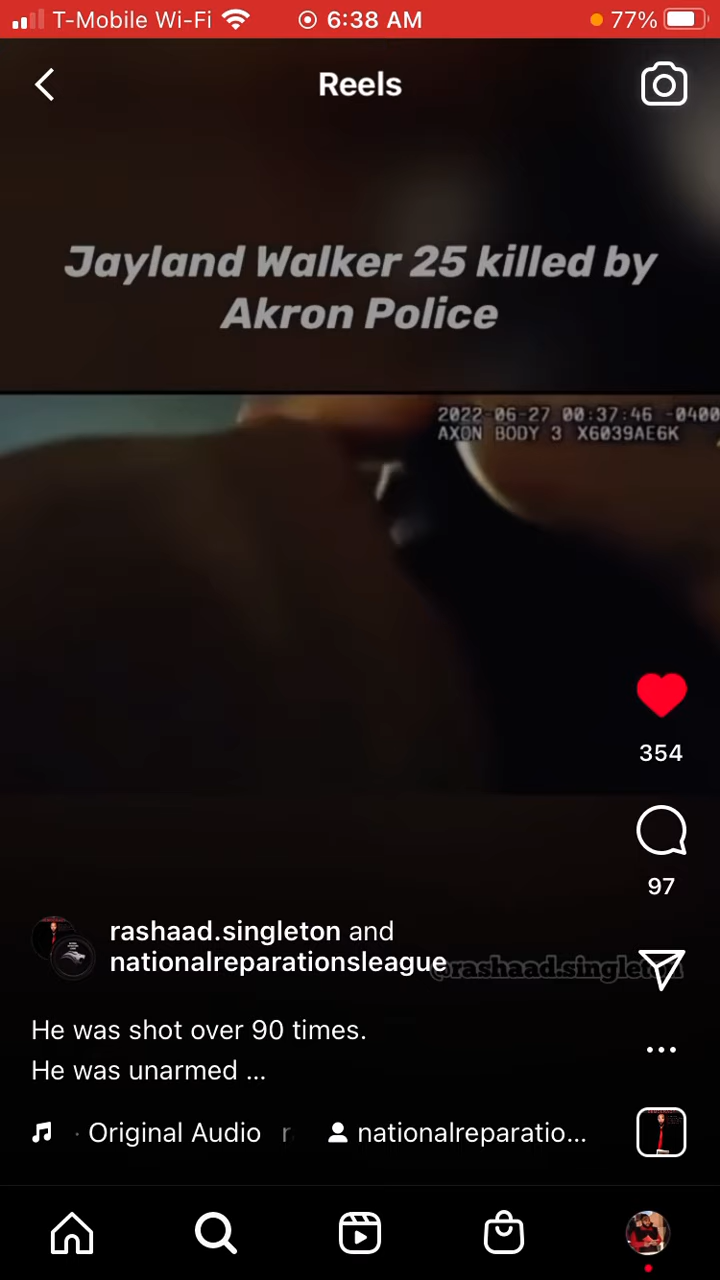 T-Mobile Wi-Fi 6:38 AM 77%
Reels
Jayland Walker 25 killed by
Akron Police
2022-06-27 00:37:46 -0400
AXON BODY 3 X6039AE6K
354
97
rashaad.singleton and
nationalreparationsleague
@rashaad.singleton
He was shot over 90 times.
He was unarmed ...
· Original Audio r nationalreparatio...